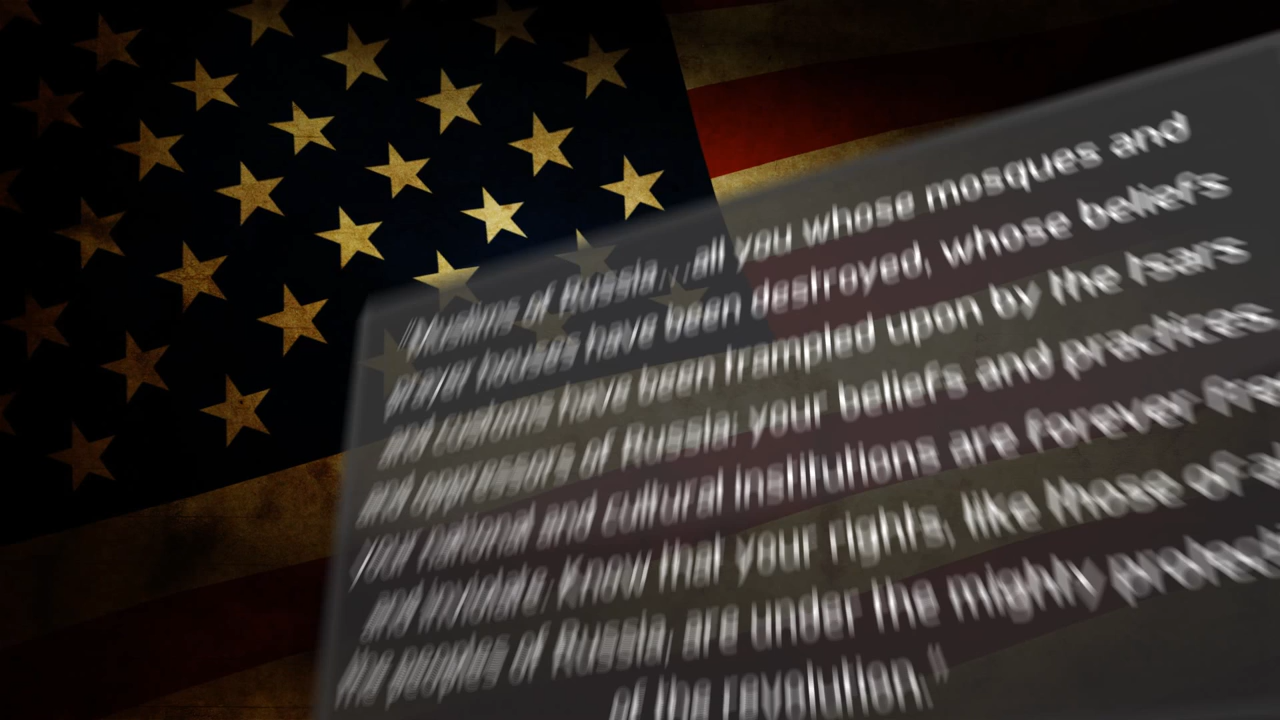 "Muslims of Russia…all you whose mosques and
prayer houses have been destroyed, whose beliefs
and customs have been trampled upon by the tsars
and oppressors of Russia: your beliefs and practices,
your national and cultural institutions are forever free
and inviolate. Know that your rights, like those of
the peoples of Russia, are under the mighty
of the revolution."